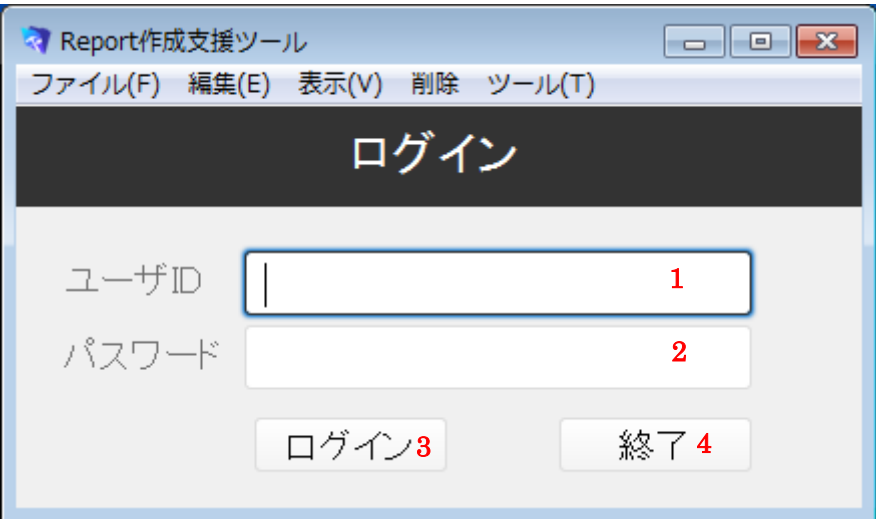 Report作成支援ツール
ファイル(F) 編集(E) 表示(V) 削除 ツール(T)
ログイン
ユーザID 1
パスワード 2
ログイン3 終了 4